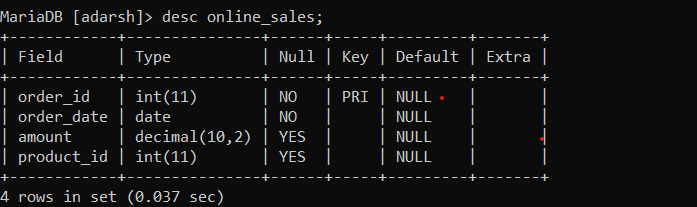 MariaDB [adarsh]> desc online_sales;
+------------+---------------+------+-----+---------+-------+
| Field      | Type          | Null | Key | Default | Extra |
+------------+---------------+------+-----+---------+-------+
| order_id   | int(11)       | NO   | PRI | NULL    |       |
| order_date | date          | NO   |     | NULL    |       |
| amount     | decimal(10,2) | YES  |     | NULL    |       |
| product_id | int(11)       | YES  |     | NULL    |       |
+------------+---------------+------+-----+---------+-------+
4 rows in set (0.037 sec)